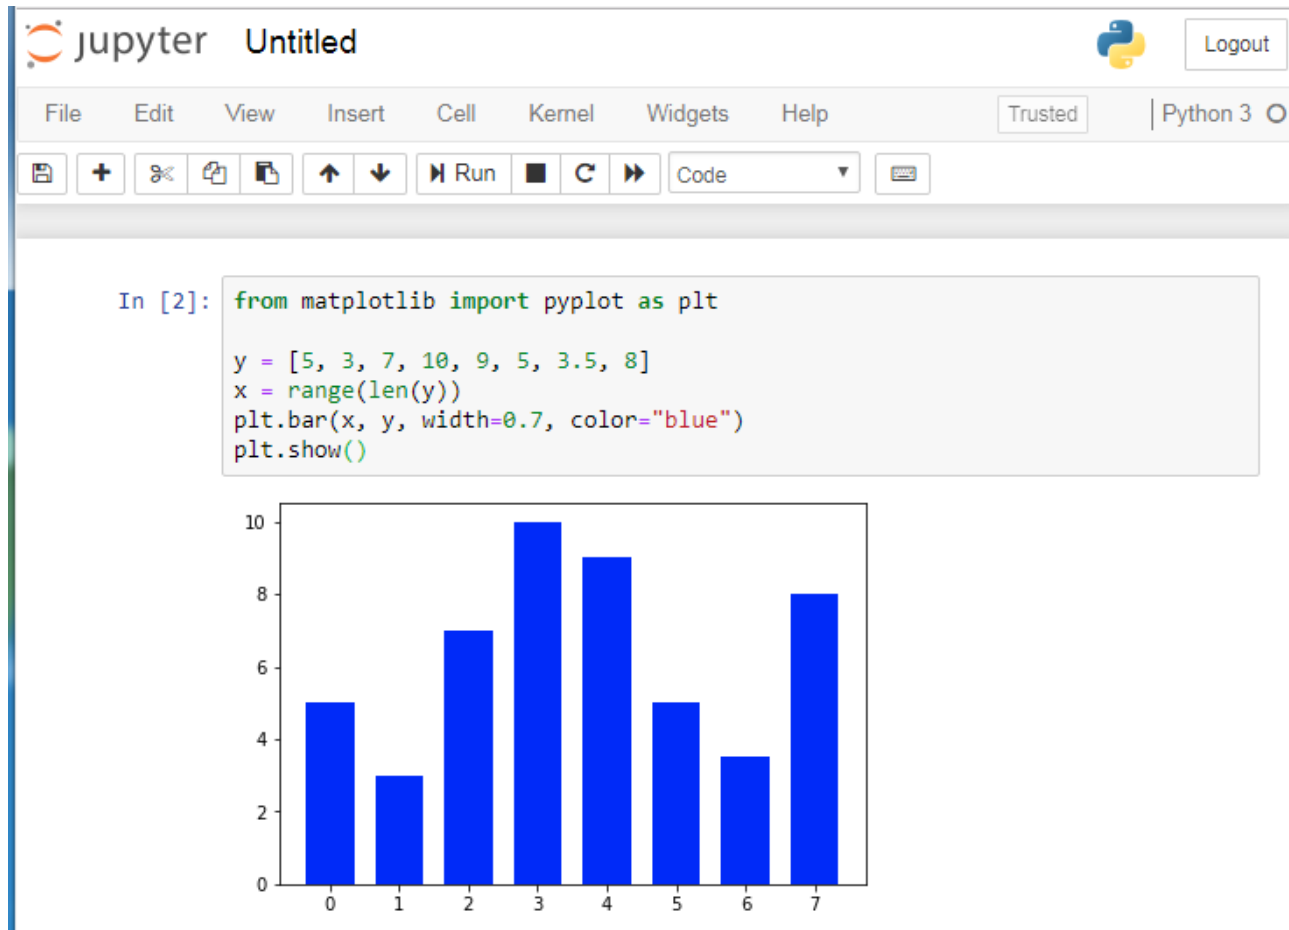 jupyter Untitled Logout
File Edit View Insert Cell Kernel Widgets Help Trusted Python 3
Run Code
In [2]: from matplotlib import pyplot as plt
y = [5, 3, 7, 10, 9, 5, 3.5, 8]
x = range(len(y))
plt.bar(x, y, width=0.7, color="blue")
plt.show()
10
8
6
4
2
0
0 1 2 3 4 5 6 7